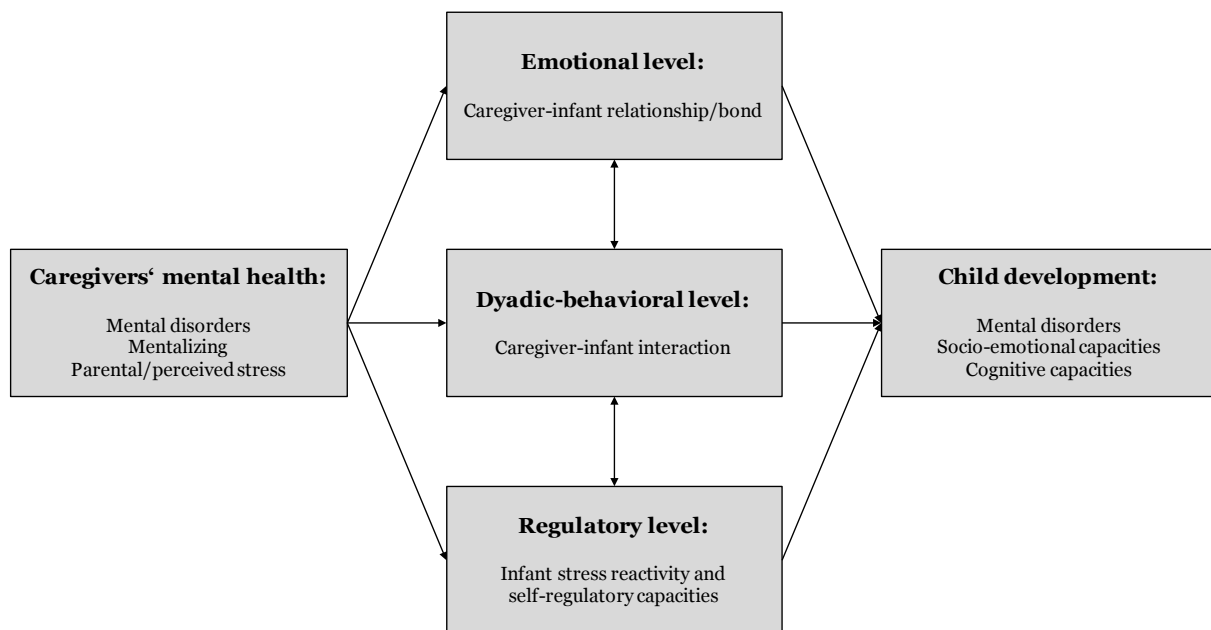 Emotional level:
Caregiver-infant relationship/bond
Caregivers‘ mental health:
Mental disorders
Mentalizing
Parental/perceived stress
Dyadic-behavioral level:
Caregiver-infant interaction
Child development:
Mental disorders
Socio-emotional capacities
Cognitive capacities
Regulatory level:
Infant stress reactivity and
self-regulatory capacities